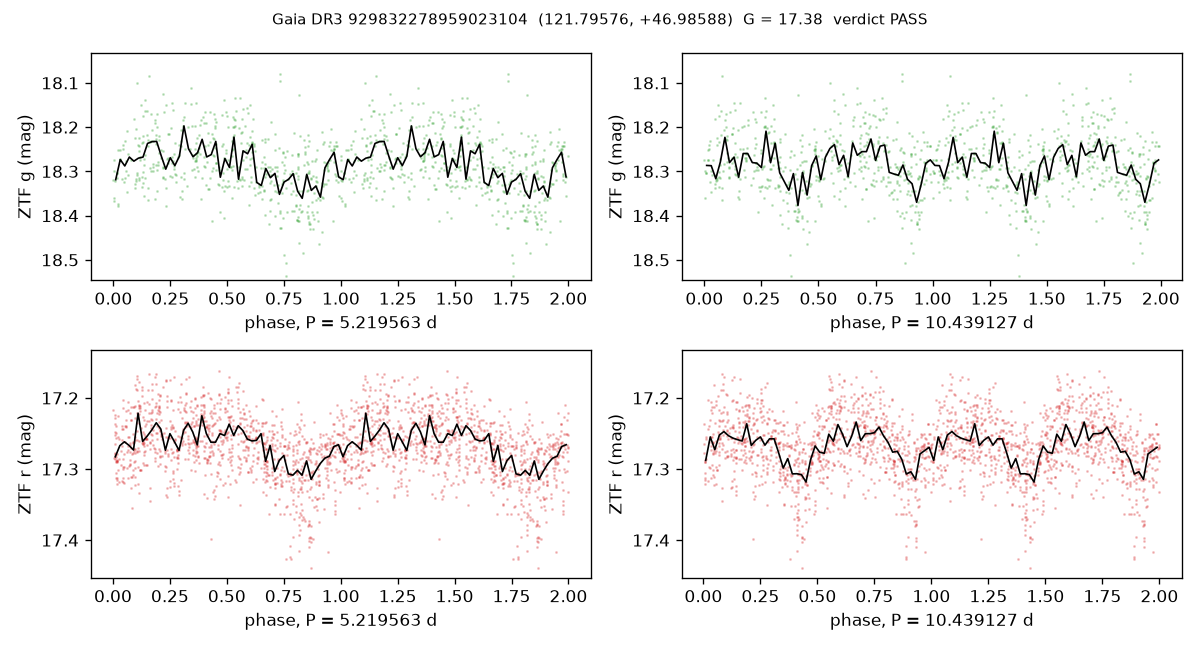 Gaia DR3 929832278959023104 (121.79576, +46.98588) G = 17.38 verdict PASS
ZTF g (mag)
18.1
18.2
18.3
18.4
18.5
0.00 0.25 0.50 0.75 1.00 1.25 1.50 1.75 2.00
phase, P = 5.219563 d
ZTF g (mag)
18.1
18.2
18.3
18.4
18.5
0.00 0.25 0.50 0.75 1.00 1.25 1.50 1.75 2.00
phase, P = 10.439127 d
ZTF r (mag)
17.2
17.3
17.4
0.00 0.25 0.50 0.75 1.00 1.25 1.50 1.75 2.00
phase, P = 5.219563 d
ZTF r (mag)
17.2
17.3
17.4
0.00 0.25 0.50 0.75 1.00 1.25 1.50 1.75 2.00
phase, P = 10.439127 d